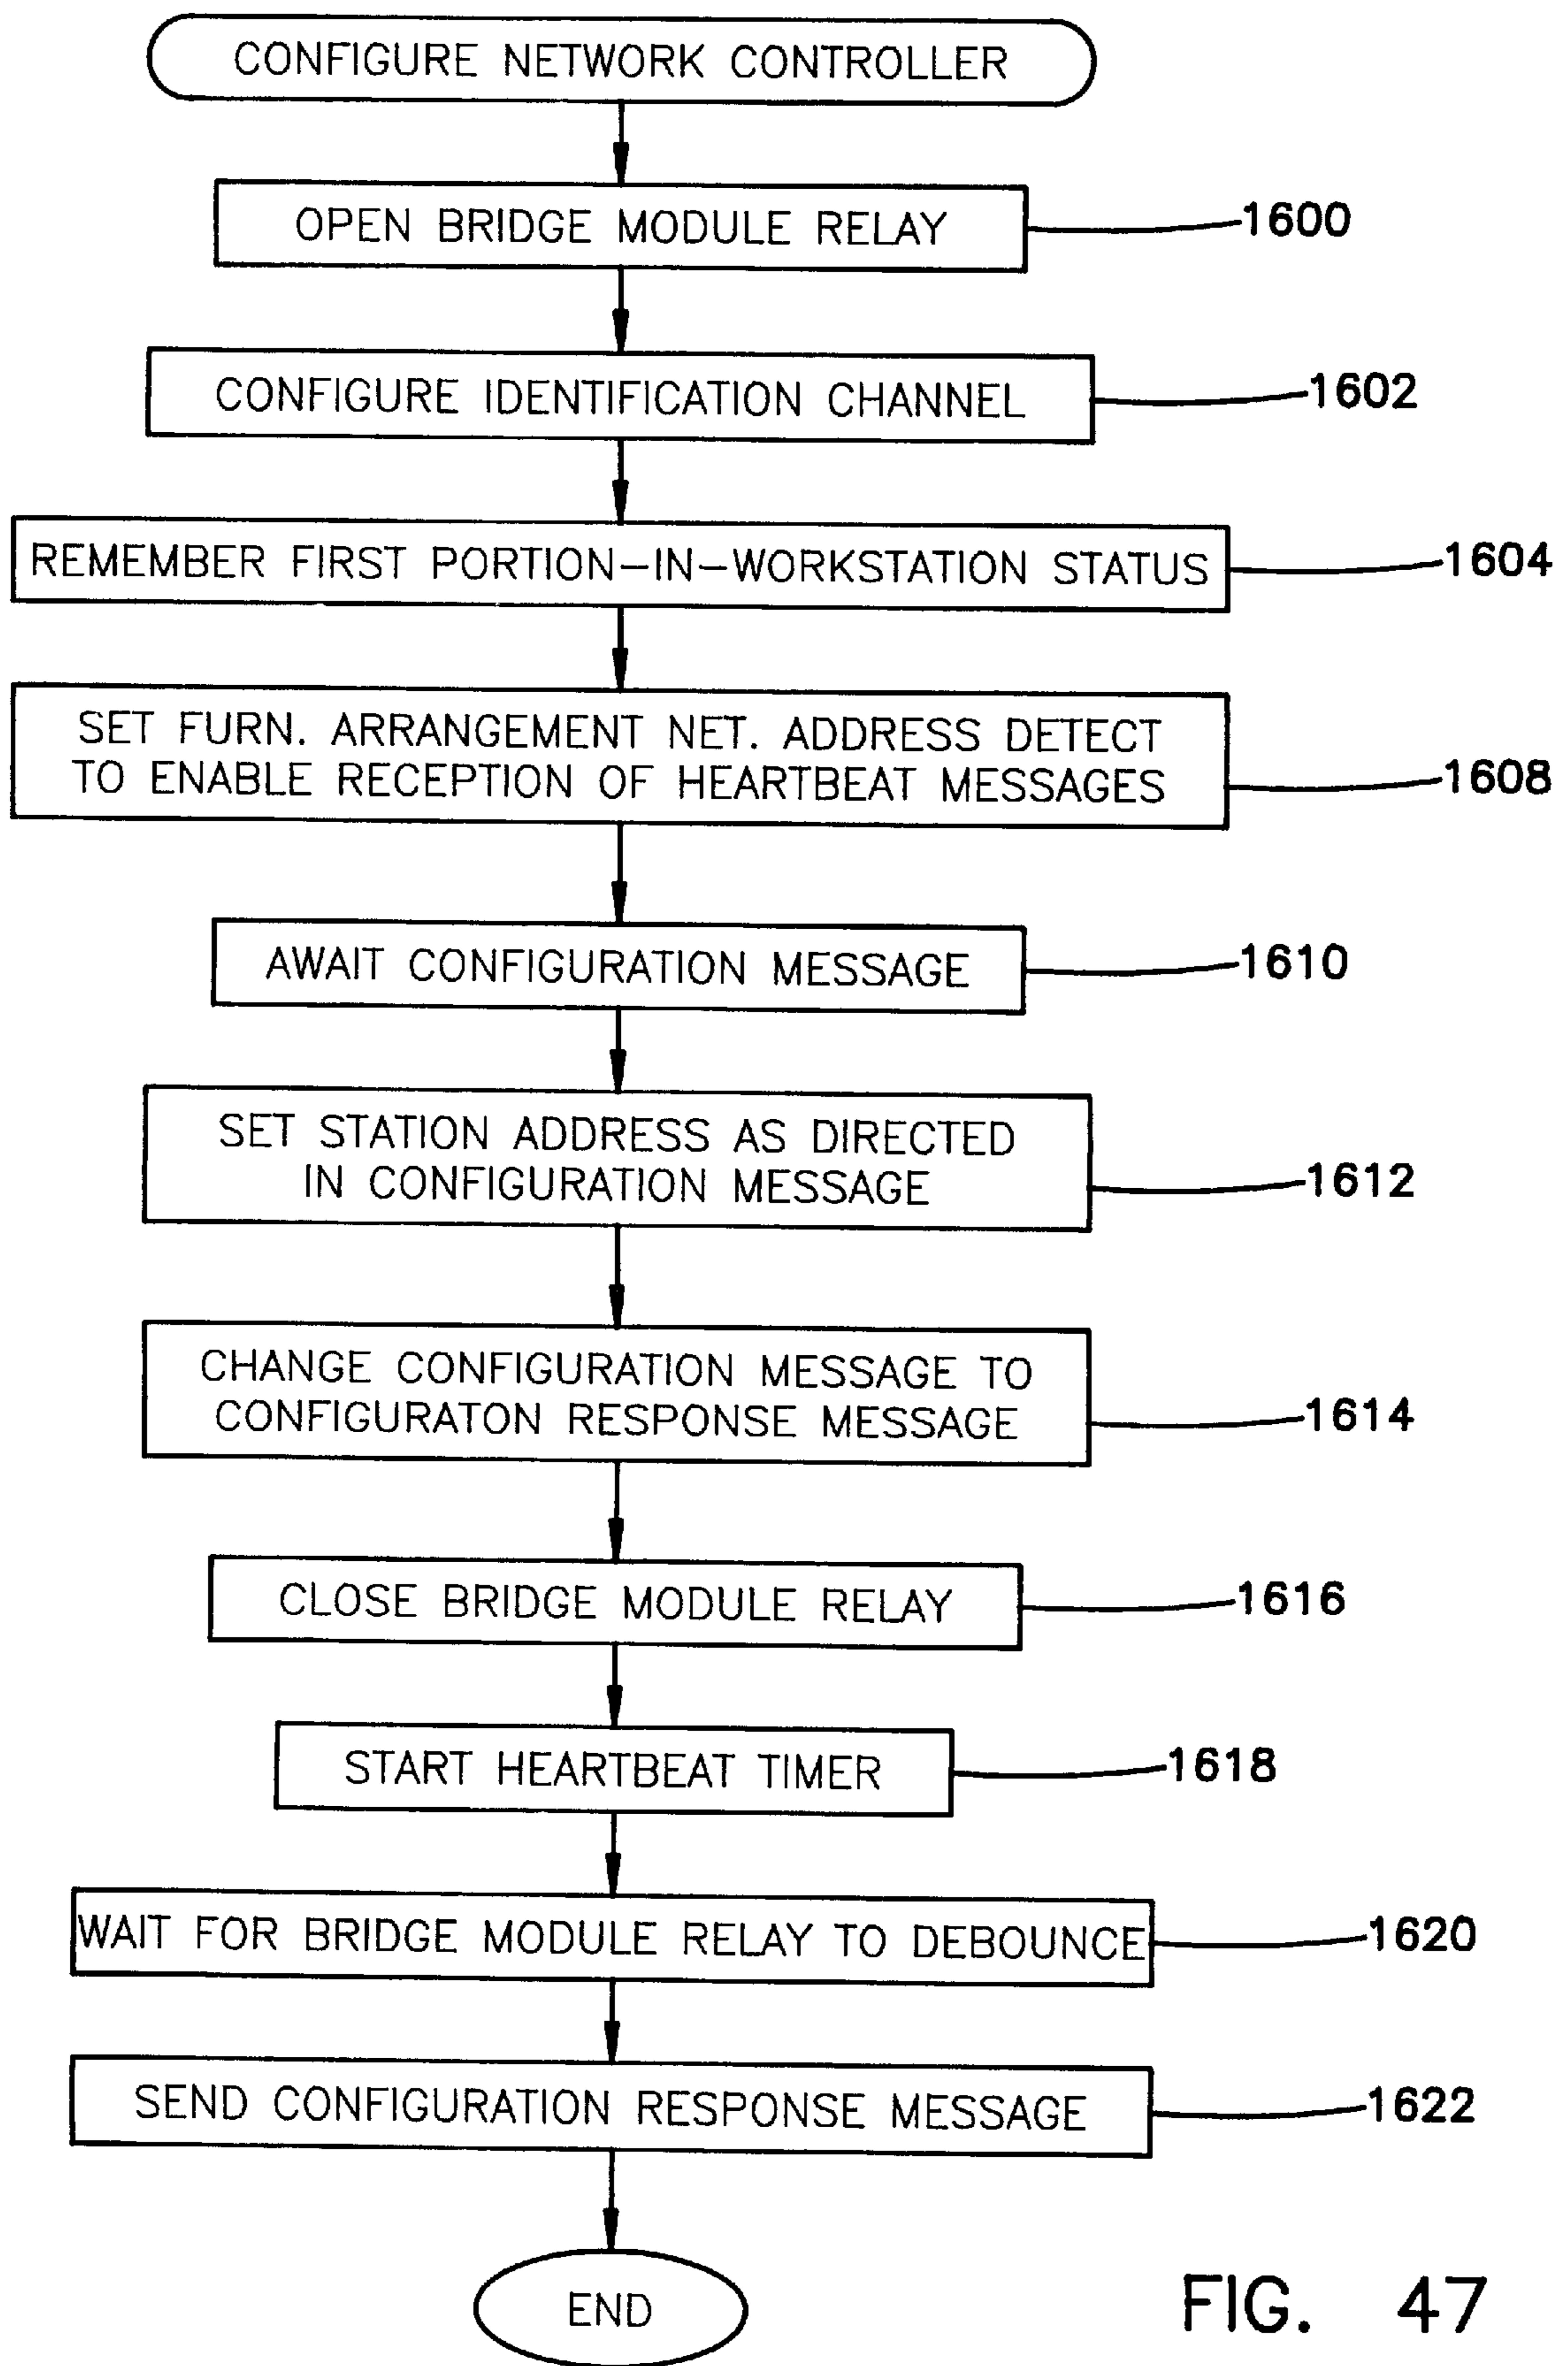 CONFIGURE NETWORK CONTROLLER
OPEN BRIDGE MODULE RELAY
1600
CONFIGURE IDENTIFICATION CHANNEL
1602
REMEMBER FIRST PORTION-IN-WORKSTATION STATUS
1604
SET FURN. ARRANGEMENT NET. ADDRESS DETECT
TO ENABLE RECEPTION OF HEARTBEAT MESSAGES
1608
AWAIT CONFIGURATION MESSAGE
1610
SET STATION ADDRESS AS DIRECTED
IN CONFIGURATION MESSAGE
1612
CHANGE CONFIGURATION MESSAGE TO
CONFIGURATON RESPONSE MESSAGE
1614
CLOSE BRIDGE MODULE RELAY
1616
START HEARTBEAT TIMER
1618
WAIT FOR BRIDGE MODULE RELAY TO DEBOUNCE
1620
SEND CONFIGURATION RESPONSE MESSAGE
1622
END
FIG. 47